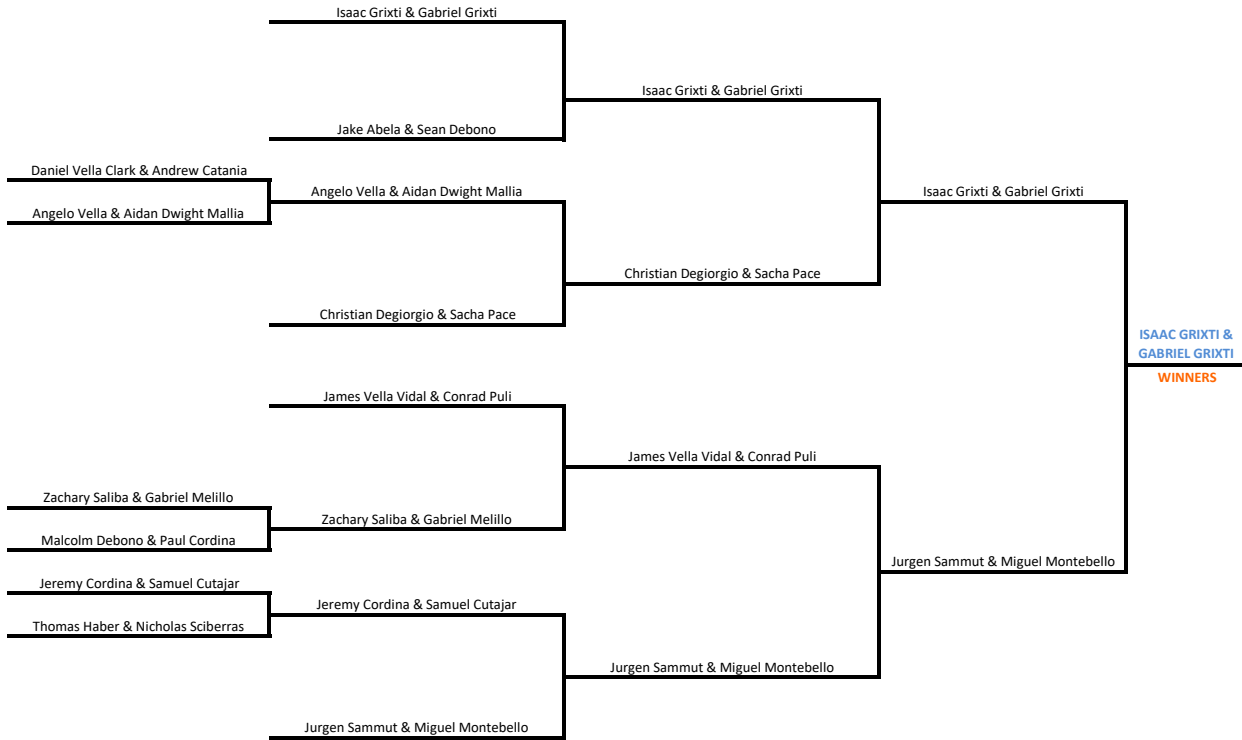 Isaac Grixti & Gabriel Grixti
Isaac Grixti & Gabriel Grixti
Jake Abela & Sean Debono
Daniel Vella Clark & Andrew Catania
Angelo Vella & Aidan Dwight Mallia
Isaac Grixti & Gabriel Grixti
Angelo Vella & Aidan Dwight Mallia
Christian Degiorgio & Sacha Pace
Christian Degiorgio & Sacha Pace
ISAAC GRIXTI &
GABRIEL GRIXTI
WINNERS
James Vella Vidal & Conrad Puli
James Vella Vidal & Conrad Puli
Zachary Saliba & Gabriel Melillo
Zachary Saliba & Gabriel Melillo
Malcolm Debono & Paul Cordina
Jurgen Sammut & Miguel Montebello
Jeremy Cordina & Samuel Cutajar
Jeremy Cordina & Samuel Cutajar
Thomas Haber & Nicholas Sciberras
Jurgen Sammut & Miguel Montebello
Jurgen Sammut & Miguel Montebello